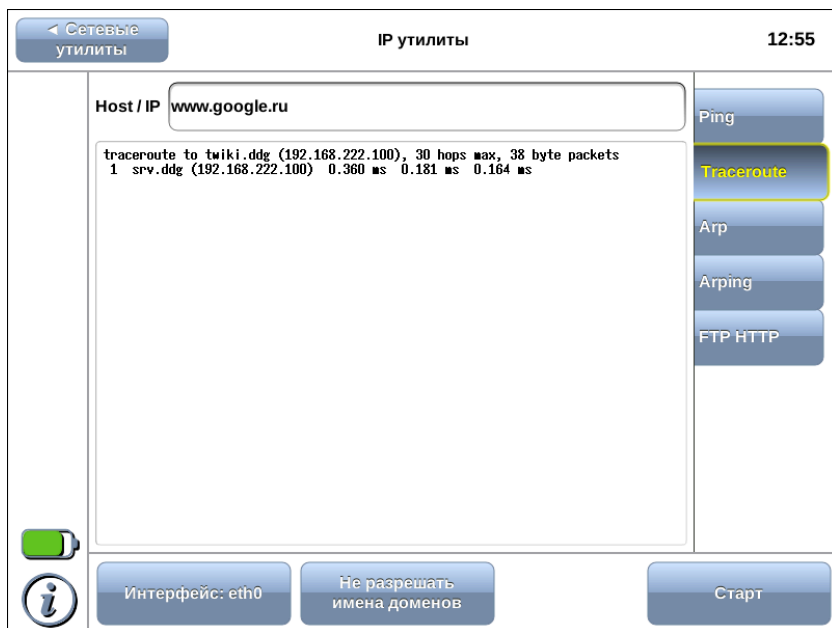 ◄ Сетевые
утилиты
IP утилиты
12:55
Host / IP
www.google.ru
traceroute to twiki.ddg (192.168.222.100), 30 hops max, 38 byte packets
1 srv.ddg (192.168.222.100) 0.360 ms 0.181 ms 0.164 ms
Ping
Traceroute
Arp
Arping
FTP HTTP
Интерфейс: eth0
Не разрешать
имена доменов
Старт